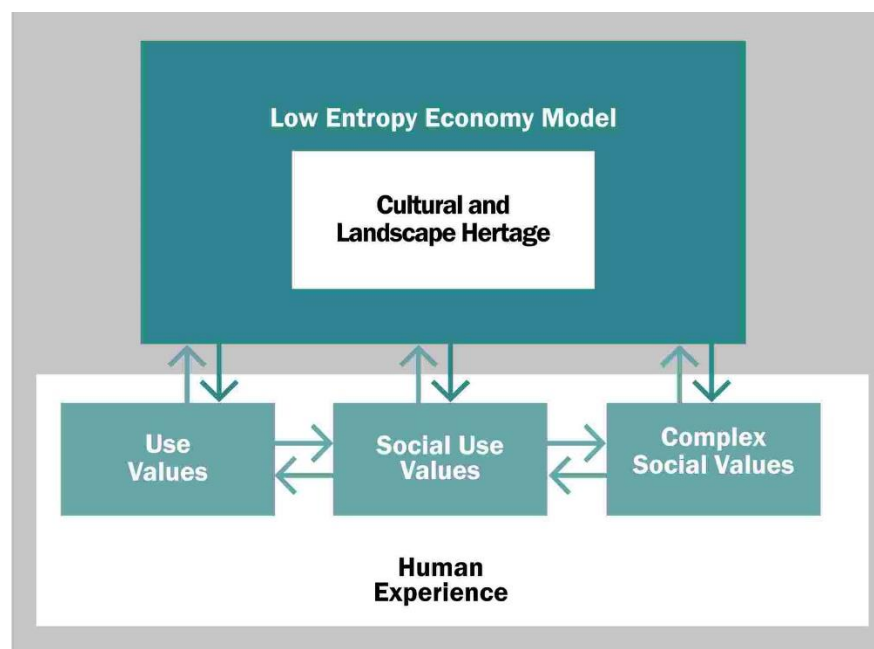 Low Entropy Economy Model
Cultural and
Landscape Hertage
Use
Values
Social Use
Values
Complex
Social Values
Human
Experience